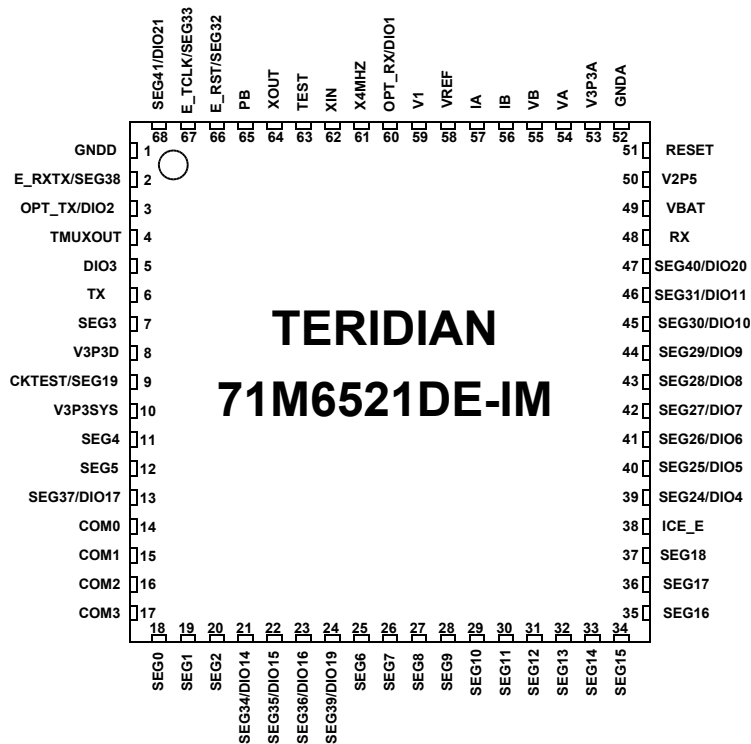 SEG41/DIO21
E_TCLK/SEG33
E_RST/SEG32
PB
XOUT
TEST
XIN
X4MHZ
OPT_RX/DIO1
V1
VREF
IA
IB
VB
VA
V3P3A
GNDA
68 67 66 65 64 63 62 61 60 59 58 57 56 55 54 53 52
GNDD 1
E_RXTX/SEG38 2
OPT_TX/DIO2 3
TMUXOUT 4
DIO3 5
TX 6
SEG3 7
V3P3D 8
CKTEST/SEG19 9
V3P3SYS 10
SEG4 11
SEG5 12
SEG37/DIO17 13
COM0 14
COM1 15
COM2 16
COM3 17
TERIDIAN
71M6521DE-IM
51 RESET
50 V2P5
49 VBAT
48 RX
47 SEG40/DIO20
46 SEG31/DIO11
45 SEG30/DIO10
44 SEG29/DIO9
43 SEG28/DIO8
42 SEG27/DIO7
41 SEG26/DIO6
40 SEG25/DIO5
39 SEG24/DIO4
38 ICE_E
37 SEG18
36 SEG17
35 SEG16
18 19 20 21 22 23 24 25 26 27 28 29 30 31 32 33 34
SEG0
SEG1
SEG2
SEG34/DIO14
SEG35/DIO15
SEG36/DIO16
SEG39/DIO19
SEG6
SEG7
SEG8
SEG9
SEG10
SEG11
SEG12
SEG13
SEG14
SEG15